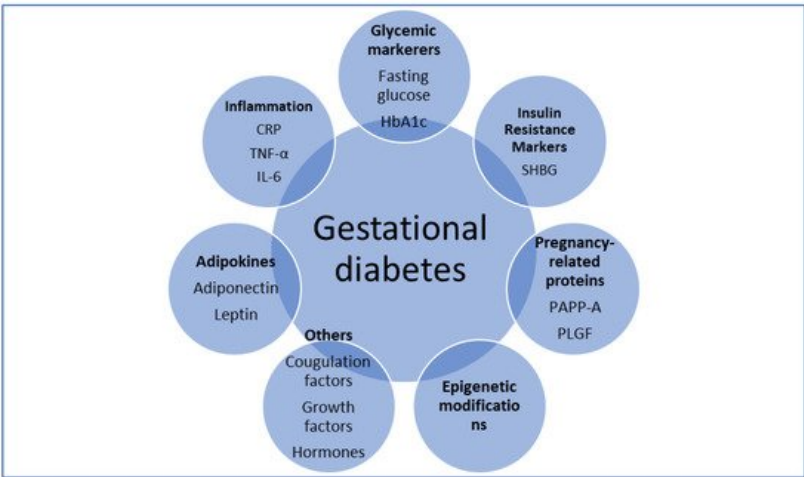 Glycemic
markerers
Fasting
glucose
HbA1c
Insulin
Resistance
Markers
SHBG
Pregnancy-
related
proteins
PAPP-A
PLGF
Epigenetic
modificatio
ns
Others
Cougulation
factors
Growth
factors
Hormones
Adipokines
Adiponectin
Leptin
Inflammation
CRP
TNF-α
IL-6
Gestational
diabetes